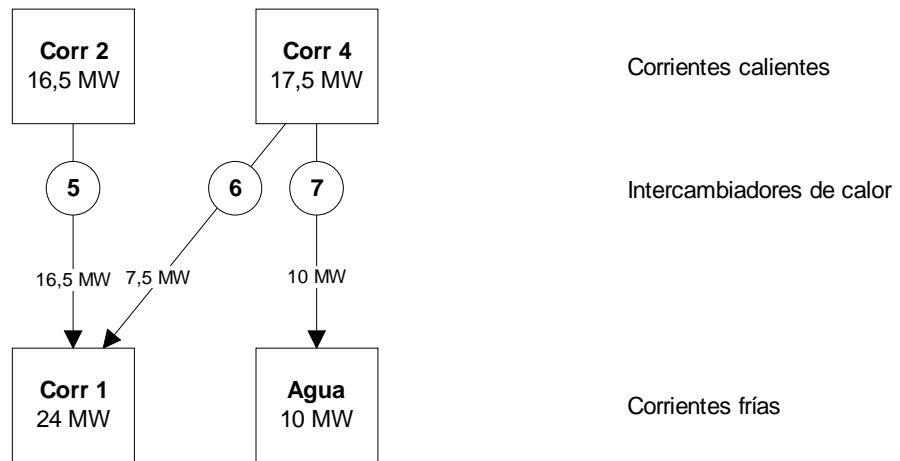 Corr 2
16,5 MW
Corr 4
17,5 MW
Corrientes calientes
5
6
7
Intercambiadores de calor
16,5 MW
7,5 MW
10 MW
Corr 1
24 MW
Agua
10 MW
Corrientes frías